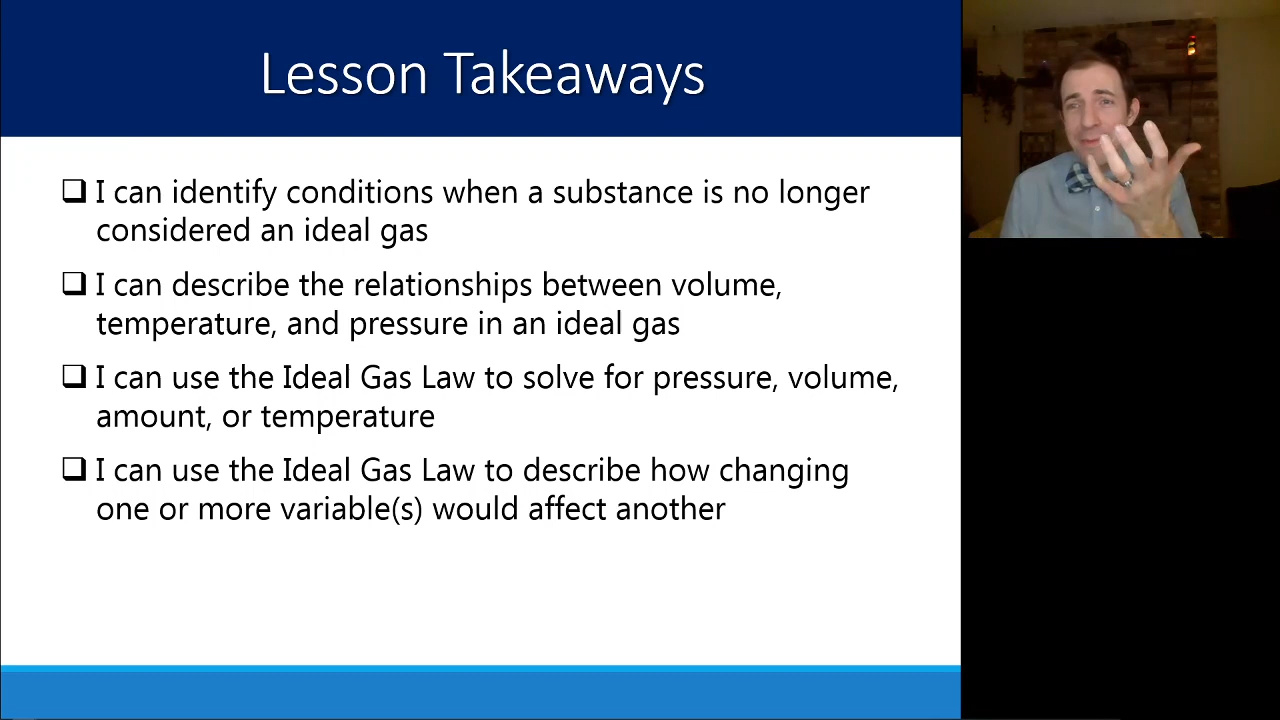 Lesson Takeaways
❑ I can identify conditions when a substance is no longer
considered an ideal gas
❑ I can describe the relationships between volume,
temperature, and pressure in an ideal gas
❑ I can use the Ideal Gas Law to solve for pressure, volume,
amount, or temperature
❑ I can use the Ideal Gas Law to describe how changing
one or more variable(s) would affect another